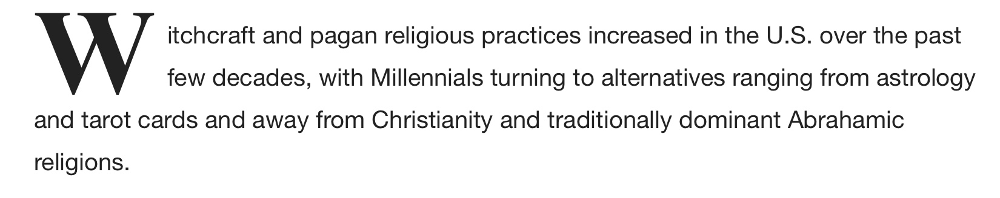 Witchcraft and pagan religious practices increased in the U.S. over the past
few decades, with Millennials turning to alternatives ranging from astrology
and tarot cards and away from Christianity and traditionally dominant Abrahamic
religions.